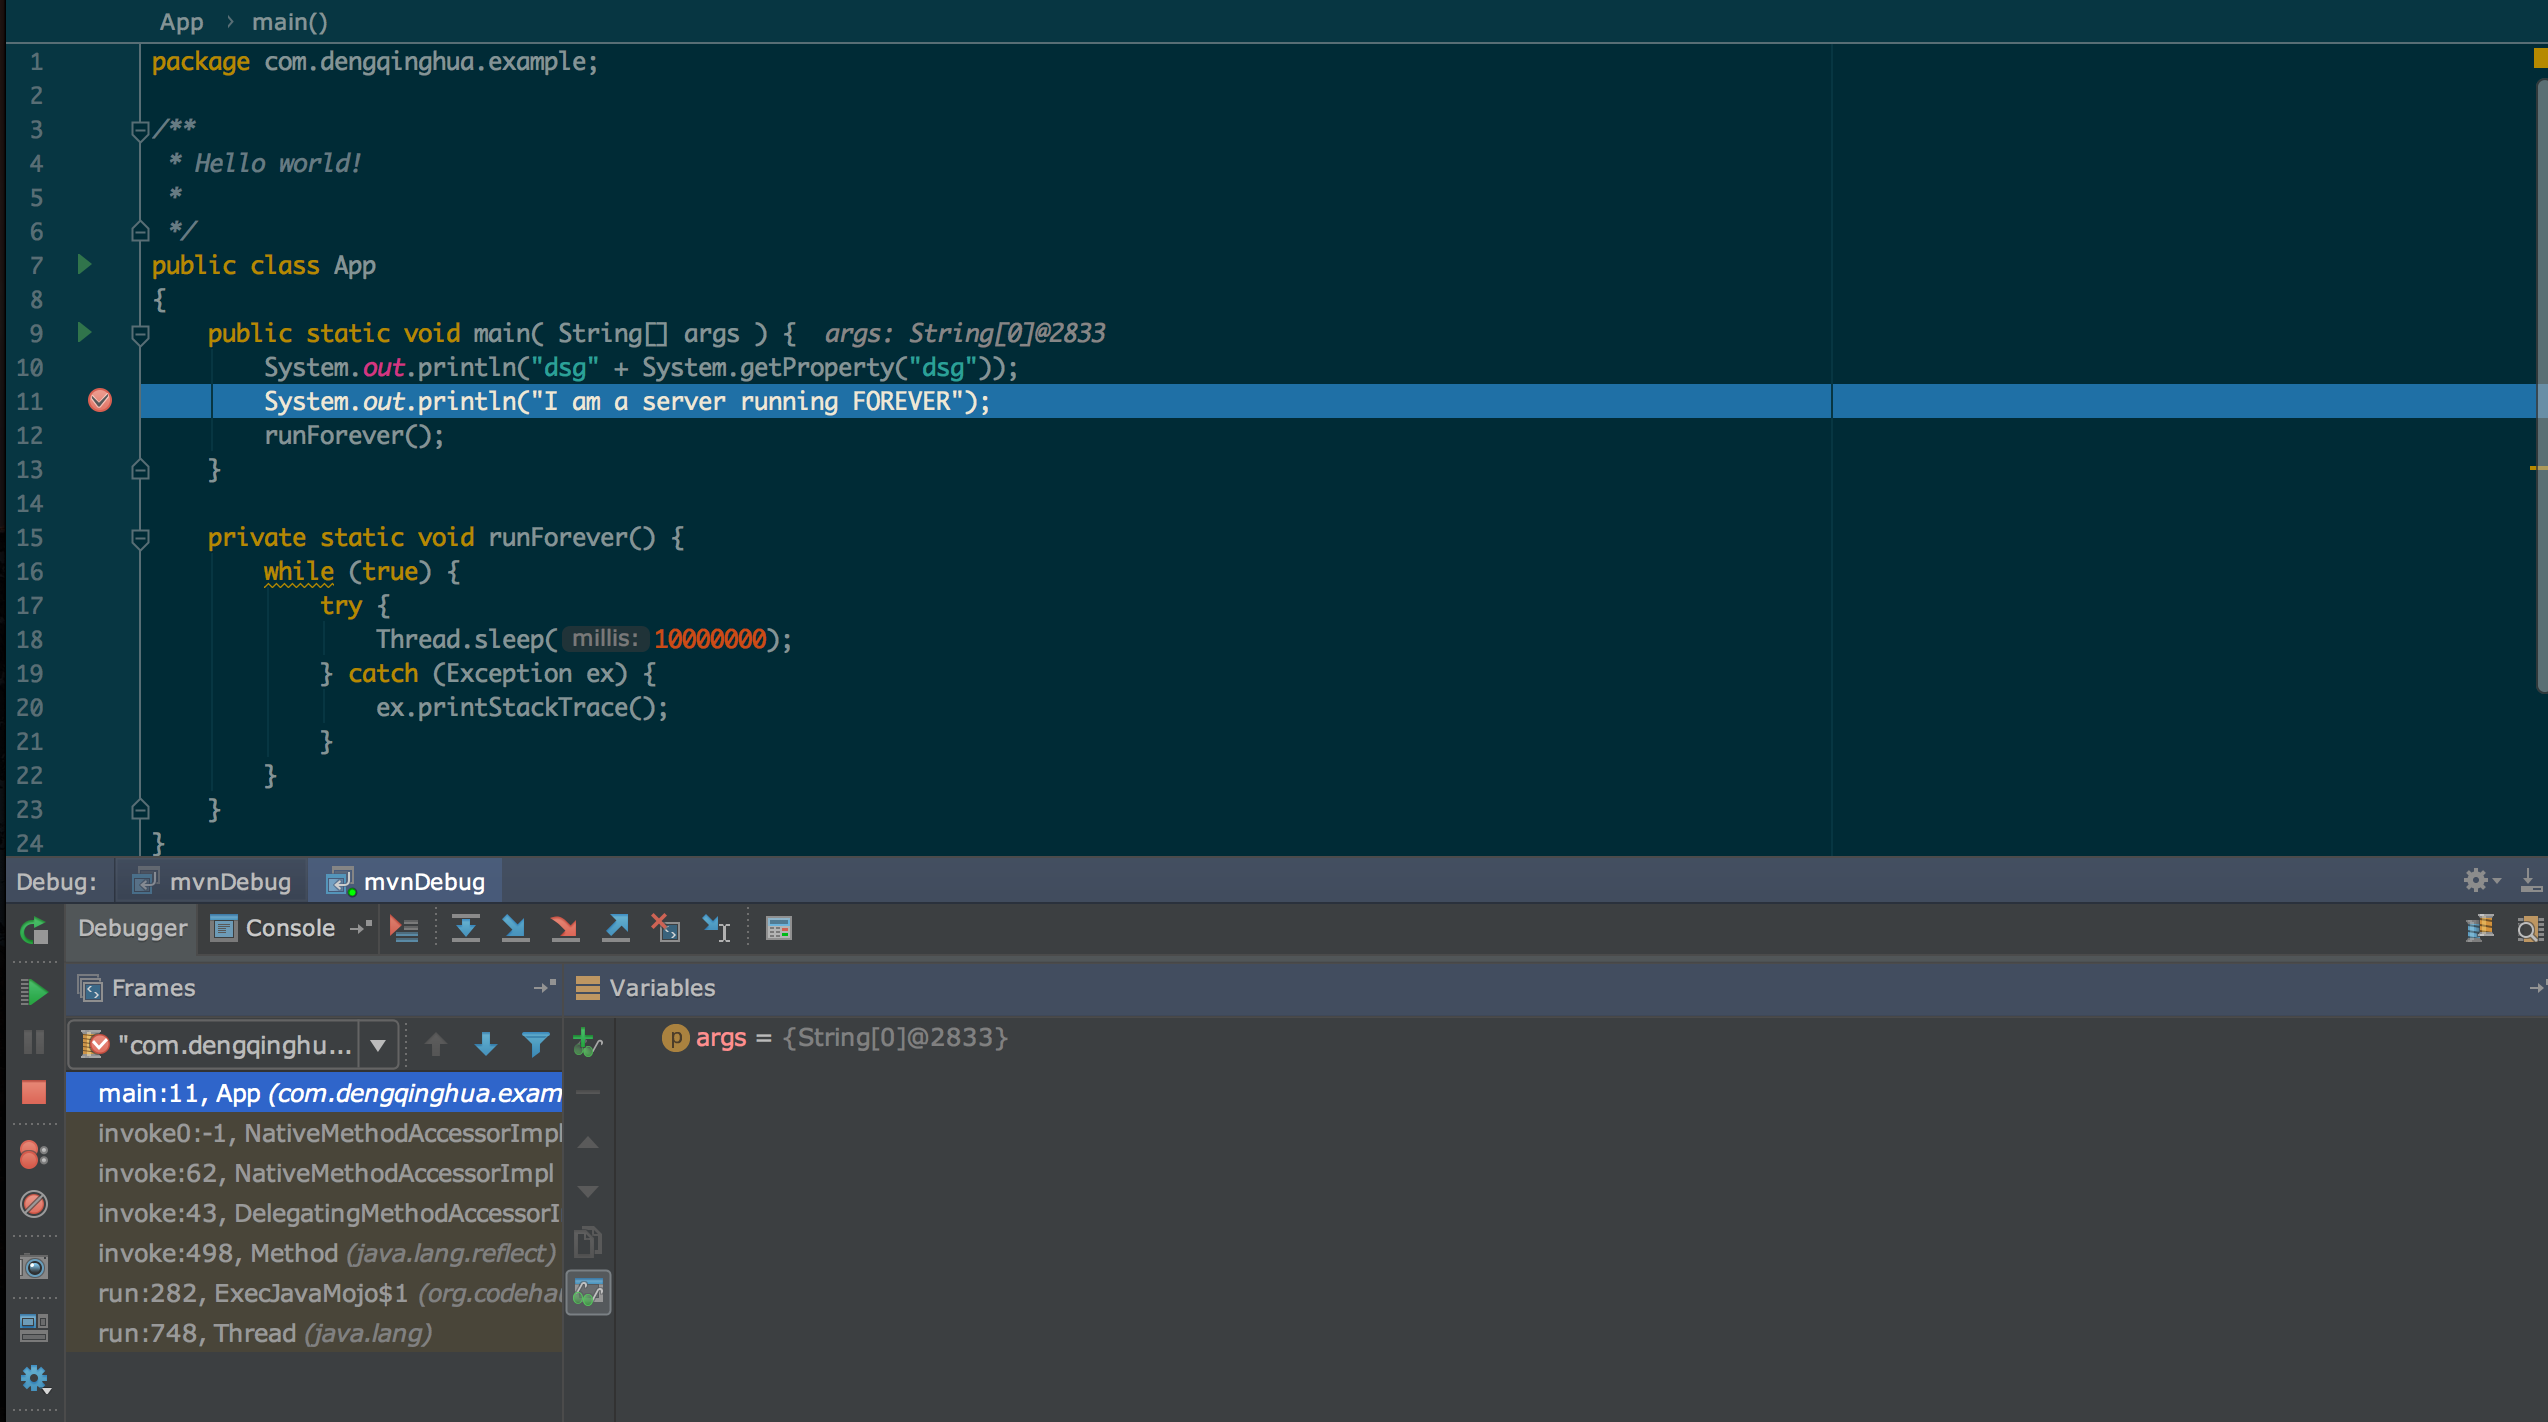 App › main()
1 package com.dengqinghua.example;
2
3 /**
4  * Hello world!
5  *
6  */
7 public class App
8 {
9     public static void main( String[] args ) {  args: String[0]@2833
10         System.out.println("dsg" + System.getProperty("dsg"));
11         System.out.println("I am a server running FOREVER");
12         runForever();
13     }
14
15     private static void runForever() {
16         while (true) {
17             try {
18                 Thread.sleep( millis: 10000000);
19             } catch (Exception ex) {
20                 ex.printStackTrace();
21             }
22         }
23     }
24 }
Debug: mvnDebug mvnDebug
Debugger Console
Frames Variables
"com.dengqinghu... args = {String[0]@2833}
main:11, App (com.dengqinghua.exam
invoke0:-1, NativeMethodAccessorImpl
invoke:62, NativeMethodAccessorImpl
invoke:43, DelegatingMethodAccessorI
invoke:498, Method (java.lang.reflect)
run:282, ExecJavaMojo$1 (org.codehau
run:748, Thread (java.lang)